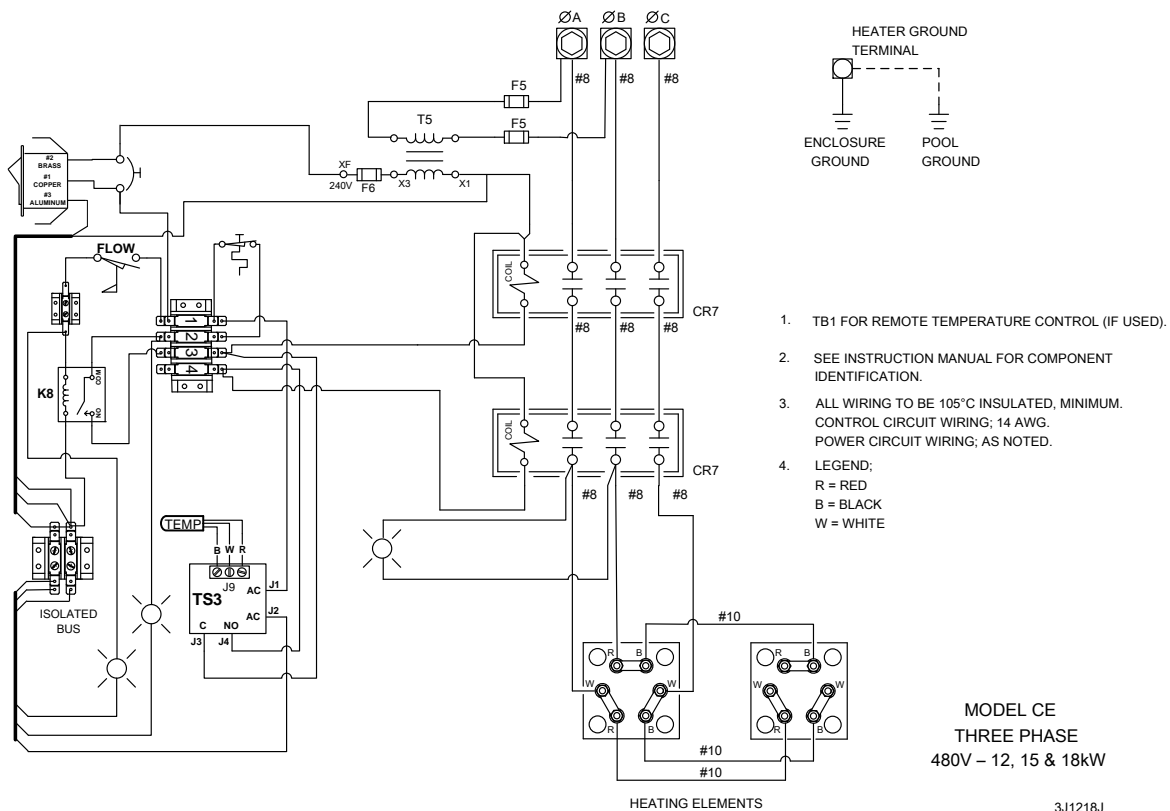 ØA
ØB
ØC
#8
#8
#8
F5
T5
F5
XF
240V
F6
X3
X1
HEATER GROUND
TERMINAL
ENCLOSURE
GROUND
POOL
GROUND
#2
BRASS
#1
COPPER
#3
ALUMINUM
FLOW
COIL
CR7
#8
#8
#8
1
2
3
4
K8
COM
NO
COIL
CR7
#8
#8
#8
1. TB1 FOR REMOTE TEMPERATURE CONTROL (IF USED).
2. SEE INSTRUCTION MANUAL FOR COMPONENT
IDENTIFICATION.
3. ALL WIRING TO BE 105°C INSULATED, MINIMUM.
CONTROL CIRCUIT WIRING; 14 AWG.
POWER CIRCUIT WIRING; AS NOTED.
4. LEGEND;
R = RED
B = BLACK
W = WHITE
TEMP
B W R
J9
TS3
AC
J1
AC
J2
C
NO
J3
J4
ISOLATED
BUS
#10
R
B
W
W
R
B
R
B
W
W
R
B
#10
#10
HEATING ELEMENTS
MODEL CE
THREE PHASE
480V – 12, 15 & 18kW
3J1218J